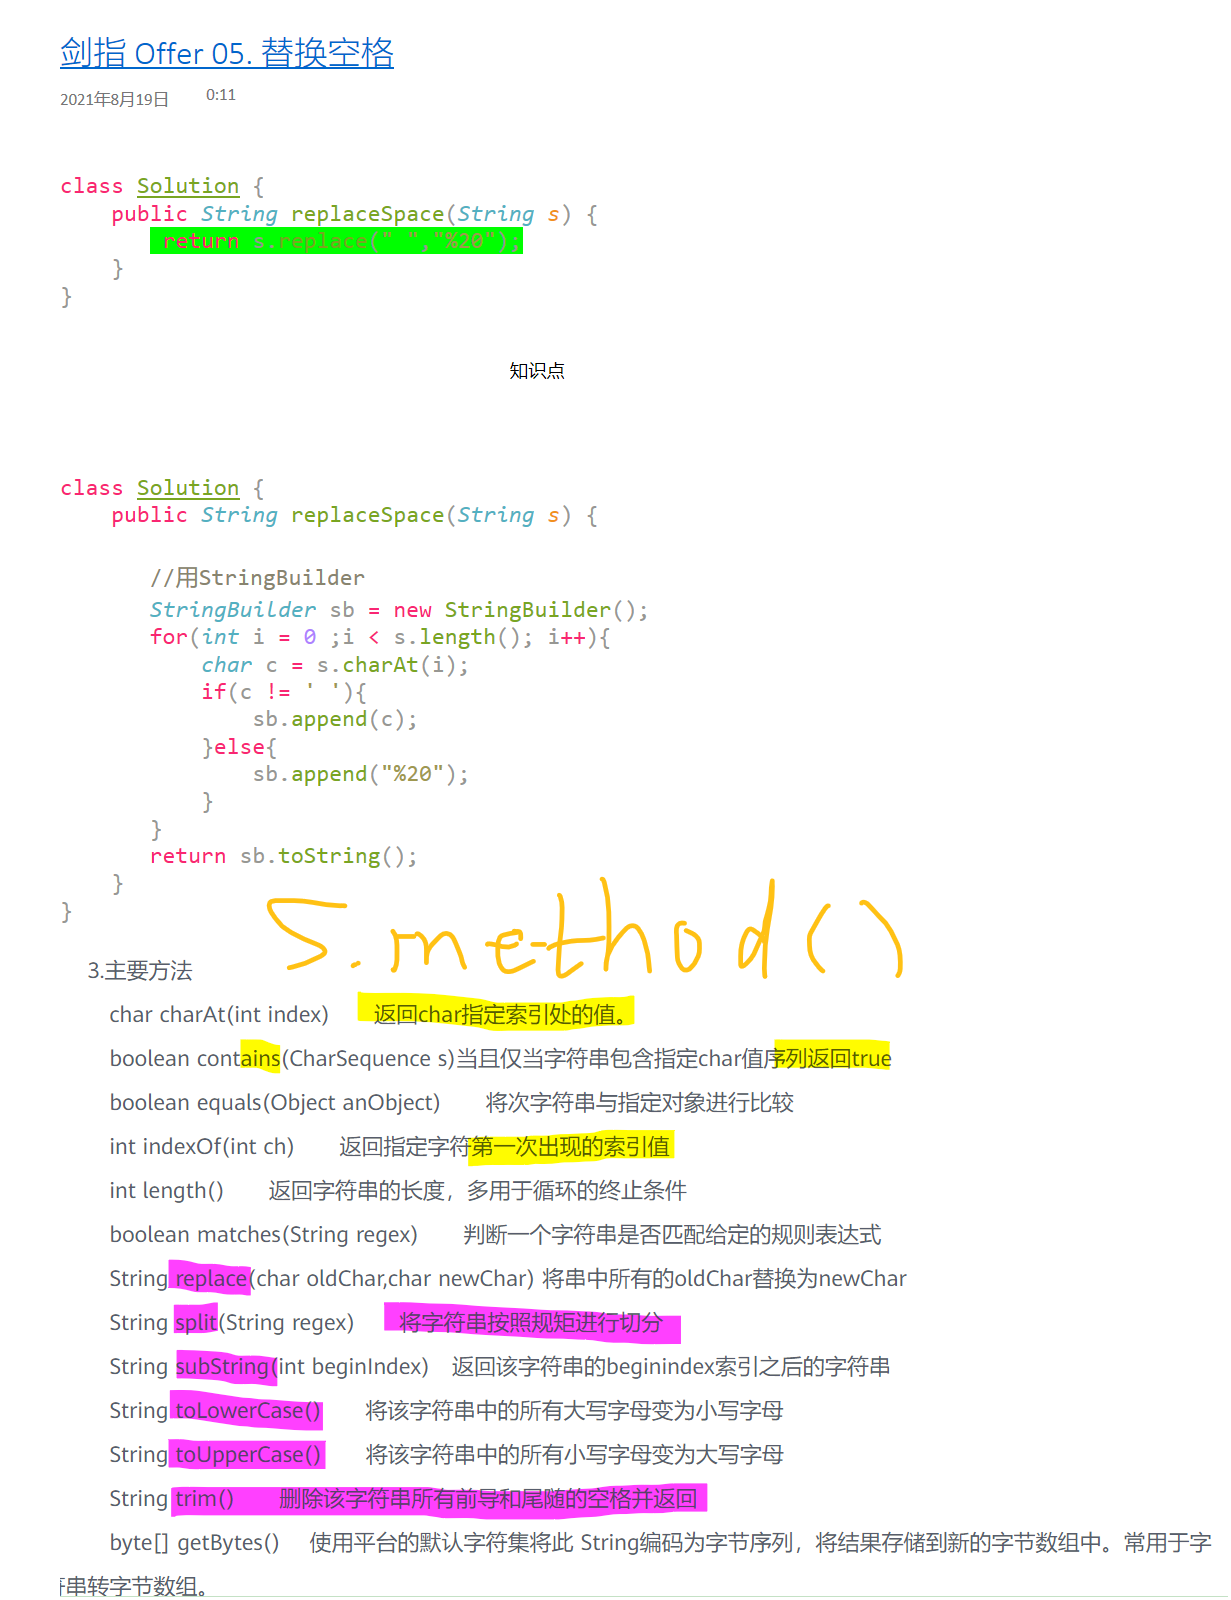 剑指 Offer 05. 替换空格
2021年8月19日 0:11
class Solution {
    public String replaceSpace(String s) {
        return s.replace(" ","%20");
    }
}
知识点
class Solution {
    public String replaceSpace(String s) {
       //用StringBuilder
       StringBuilder sb = new StringBuilder();
       for(int i = 0 ;i < s.length(); i++){
           char c = s.charAt(i);
           if(c != ' '){
               sb.append(c);
           }else{
               sb.append("%20");
           }
       }
       return sb.toString();
    }
}
S.method()
3.主要方法
char charAt(int index) 返回char指定索引处的值。
boolean contains(CharSequence s)当且仅当字符串包含指定char值序列返回true
boolean equals(Object anObject) 将次字符串与指定对象进行比较
int indexOf(int ch) 返回指定字符第一次出现的索引值
int length() 返回字符串的长度，多用于循环的终止条件
boolean matches(String regex) 判断一个字符串是否匹配给定的规则表达式
String replace(char oldChar,char newChar) 将串中所有的oldChar替换为newChar
String split(String regex) 将字符串按照规矩进行切分
String subString(int beginIndex) 返回该字符串的beginindex索引之后的字符串
String toLowerCase() 将该字符串中的所有大写字母变为小写字母
String toUpperCase() 将该字符串中的所有小写字母变为大写字母
String trim() 删除该字符串所有前导和尾随的空格并返回
byte[] getBytes() 使用平台的默认字符集将此 String编码为字节序列，将结果存储到新的字节数组中。常用于字
符串转字节数组。